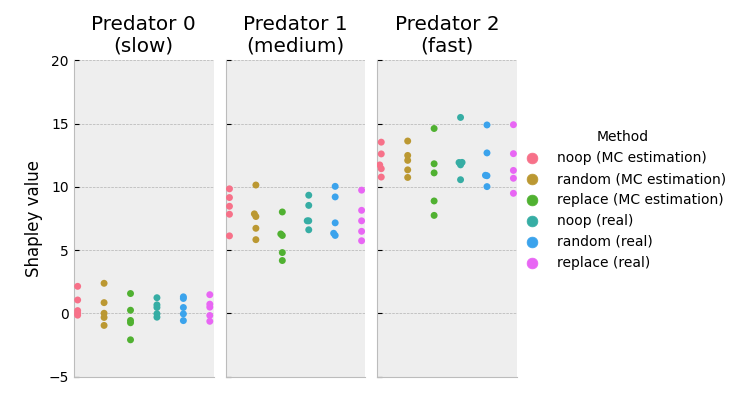 Predator 0
(slow)
Predator 1
(medium)
Predator 2
(fast)
20
15
10
5
0
−5
Shapley value
Method
noop (MC estimation)
random (MC estimation)
replace (MC estimation)
noop (real)
random (real)
replace (real)